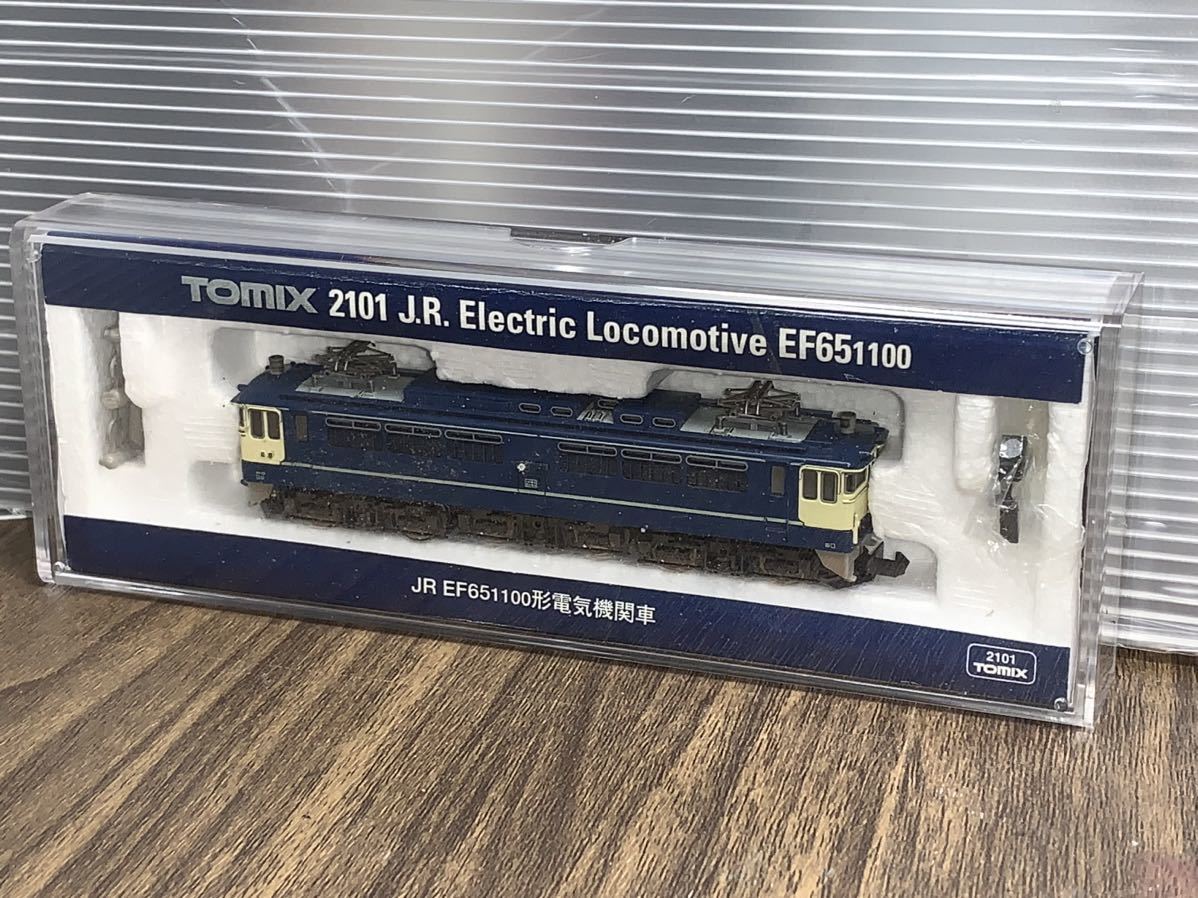 TOMIX 2101 J.R. Electric Locomotive EF651100
JR EF651100形電気機関車
2101
TOMIX